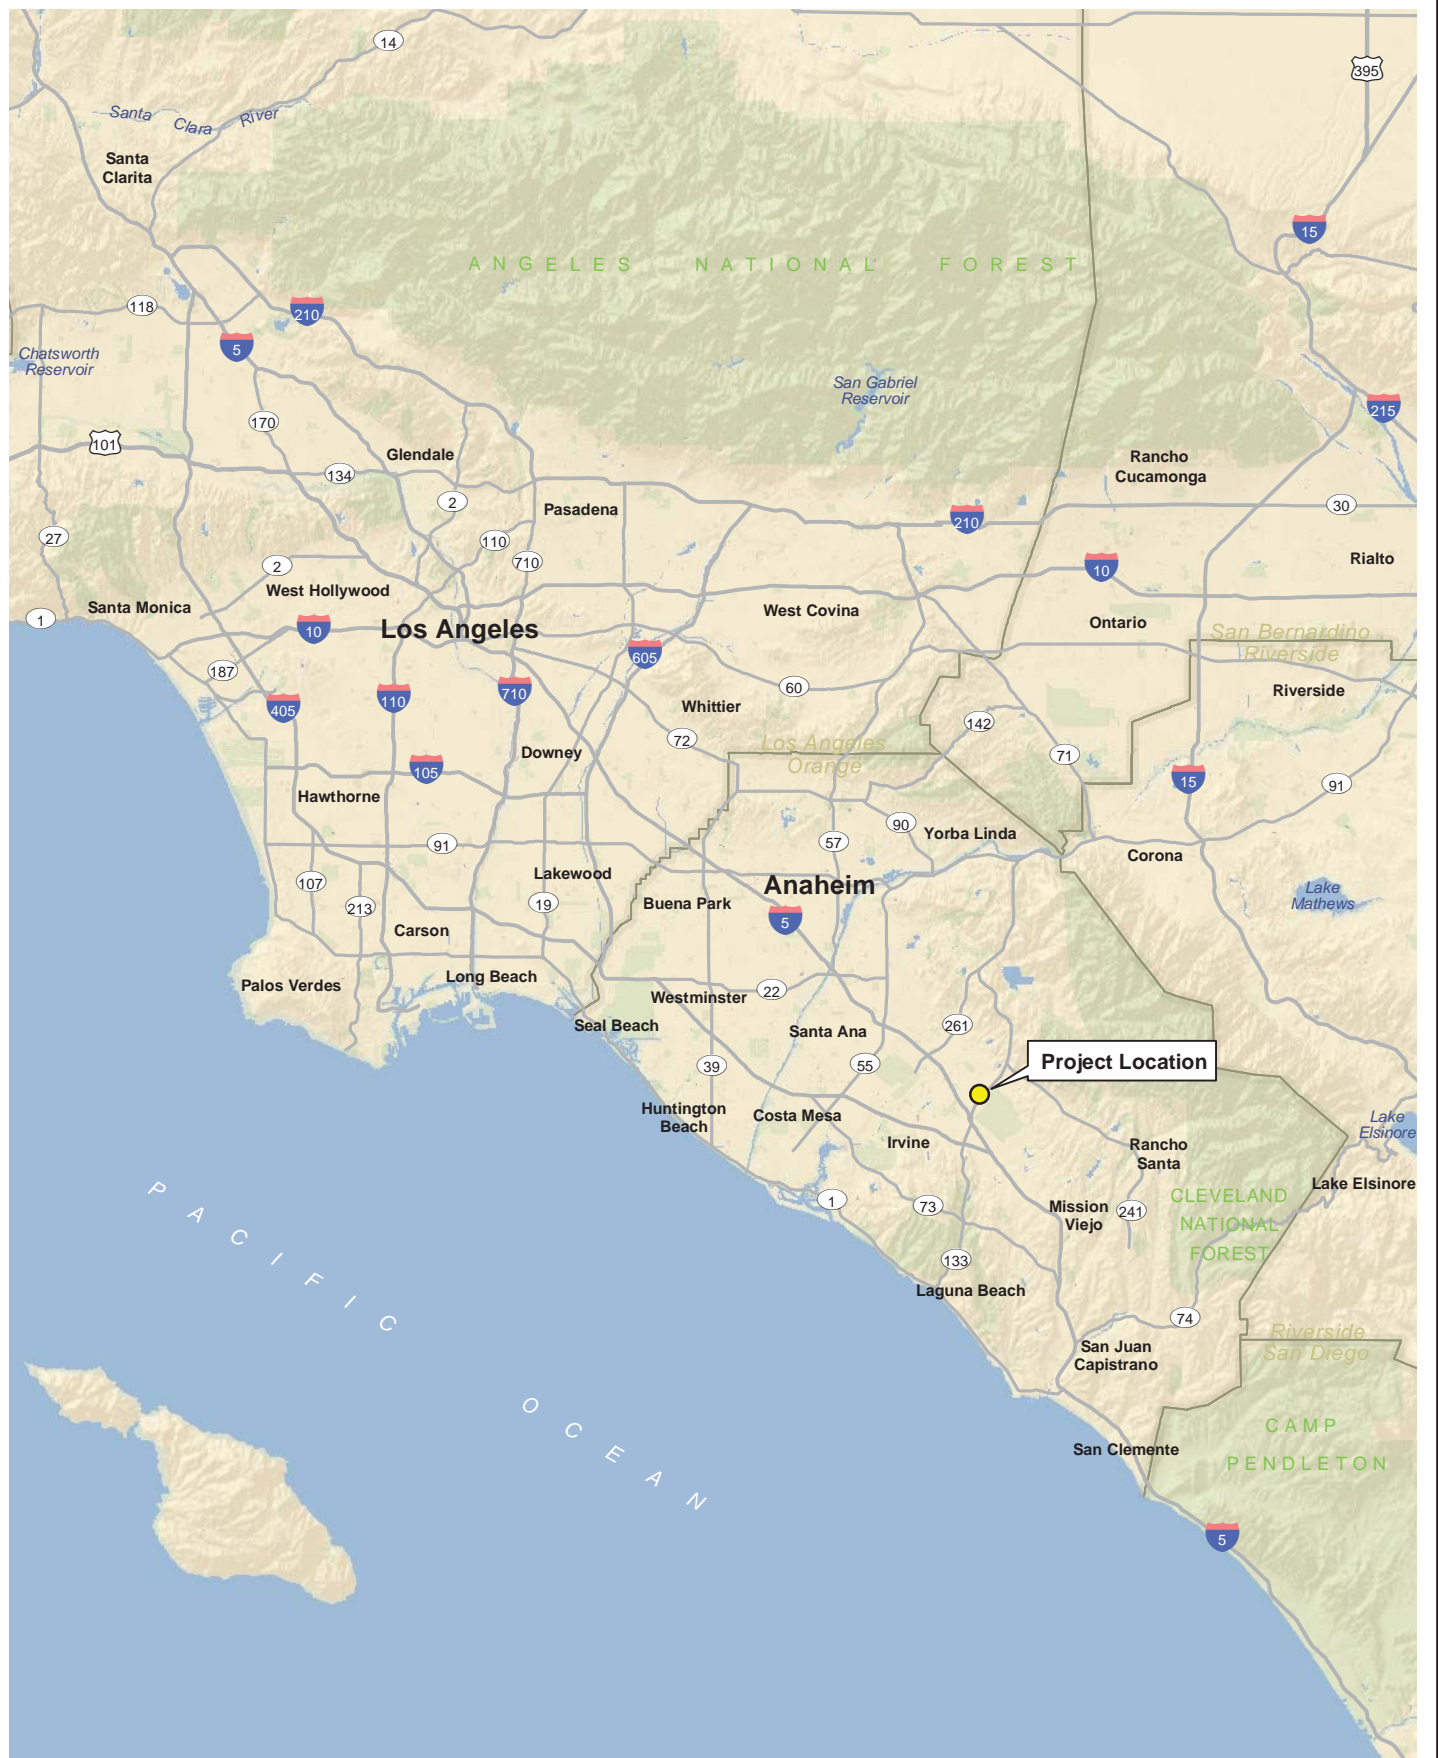 14
395
Santa Clara River
Santa
Clarita
15
ANGELES NATIONAL FOREST
118
210
5
Chatsworth
Reservoir
San Gabriel
Reservoir
215
170
101
Glendale
134
Rancho
Cucamonga
2
Pasadena
30
210
27
110
710
Rialto
2
10
West Hollywood
Santa Monica
West Covina
1
10
Los Angeles
Ontario
San Bernardino
Riverside
605
187
60
Riverside
710
110
405
Whittier
142
72
Los Angeles
Orange
Downey
71
105
15
91
Hawthorne
90
Yorba Linda
57
91
Corona
Lakewood
107
Anaheim
Lake
Mathews
19
Buena Park
213
5
Carson
Long Beach
Palos Verdes
22
Westminster
Seal Beach
Santa Ana
261
39
55
Project Location
Huntington
Beach
Costa Mesa
Lake
Elsinore
Irvine
Rancho
Santa
Lake Elsinore
CLEVELAND
NATIONAL
FOREST
1
73
Mission
Viejo
241
PACIFIC
133
Laguna Beach
74
Riverside
San Diego
San Juan
Capistrano
OCEAN
CAMP
PENDLETON
San Clemente
5